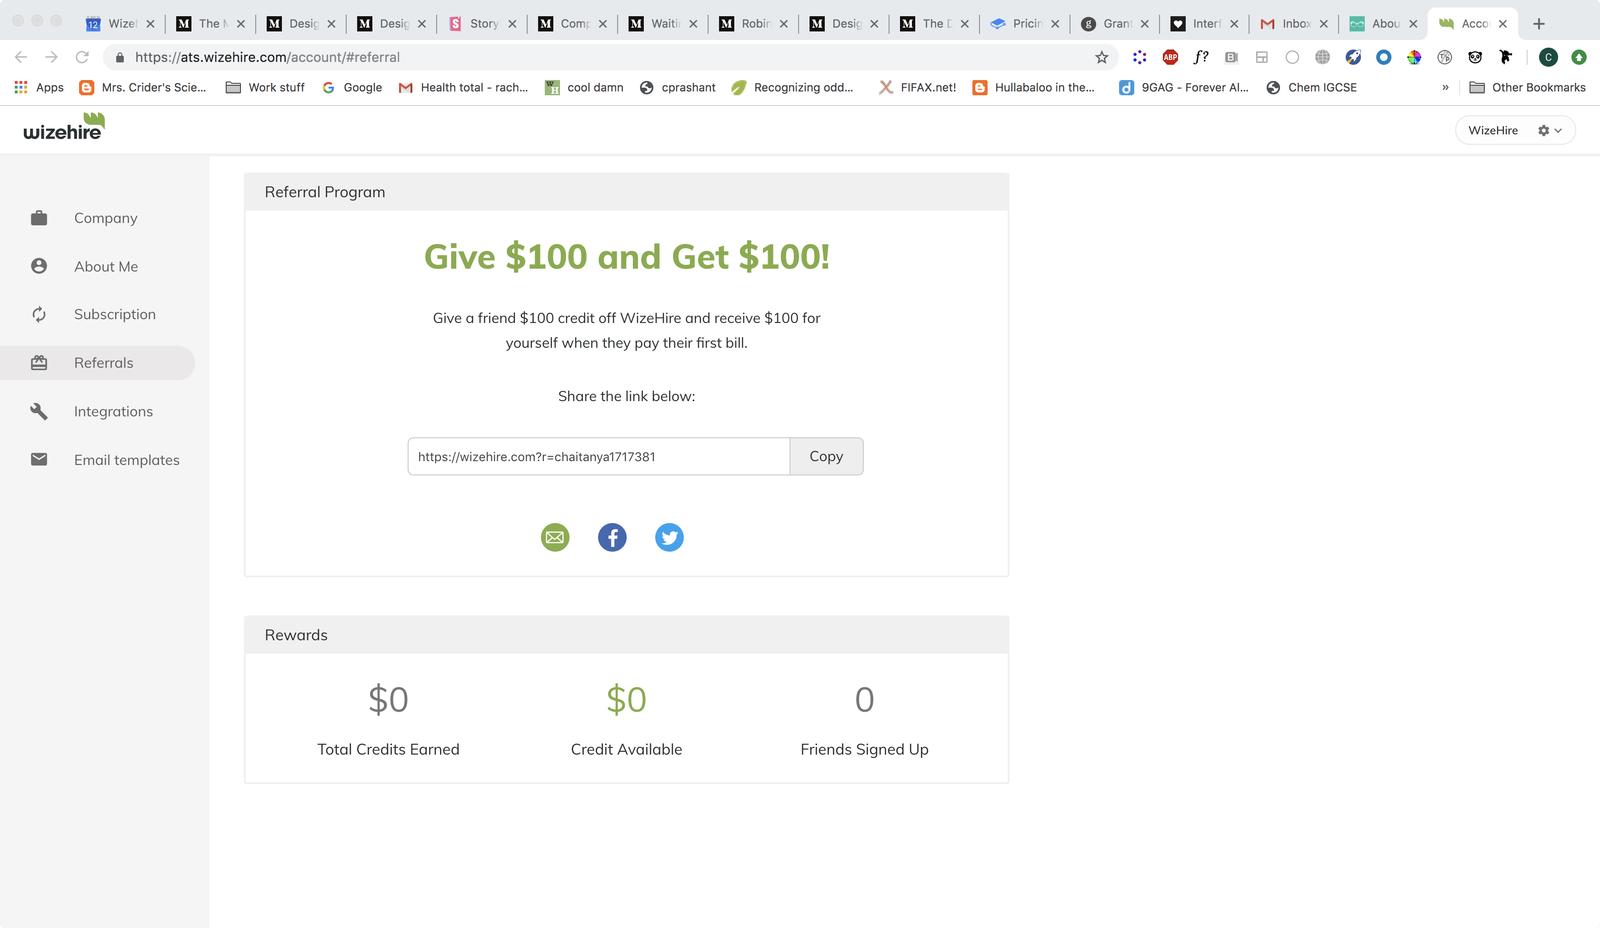 12 Wizel
M The M
M Desig
M Desig
S Story
M Comp
M Waiti
M Robin
M Desig
M The D
Pricin
g Grant
Interf
Inbox
Abou
Acco
https://ats.wizehire.com/account/#referral
ABP
f?
C
Apps
Mrs. Crider's Scie...
Work stuff
Google
Health total - rach...
cool damn
cprashant
Recognizing odd...
FIFAX.net!
Hullabaloo in the...
9GAG - Forever Al...
Chem IGCSE
»
Other Bookmarks
wizehire
WizeHire
Company
About Me
Subscription
Referrals
Integrations
Email templates
Referral Program
Give $100 and Get $100!
Give a friend $100 credit off WizeHire and receive $100 for
yourself when they pay their first bill.
Share the link below:
https://wizehire.com?r=chaitanya1717381
Copy
Rewards
$0
$0
0
Total Credits Earned
Credit Available
Friends Signed Up